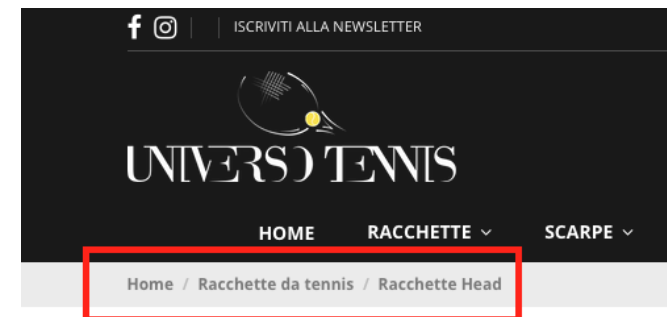 ISCRIVITI ALLA NEWSLETTER
UNIVERSO TENNIS
HOME RACCHETTE SCARPE
Home / Racchette da tennis / Racchette Head